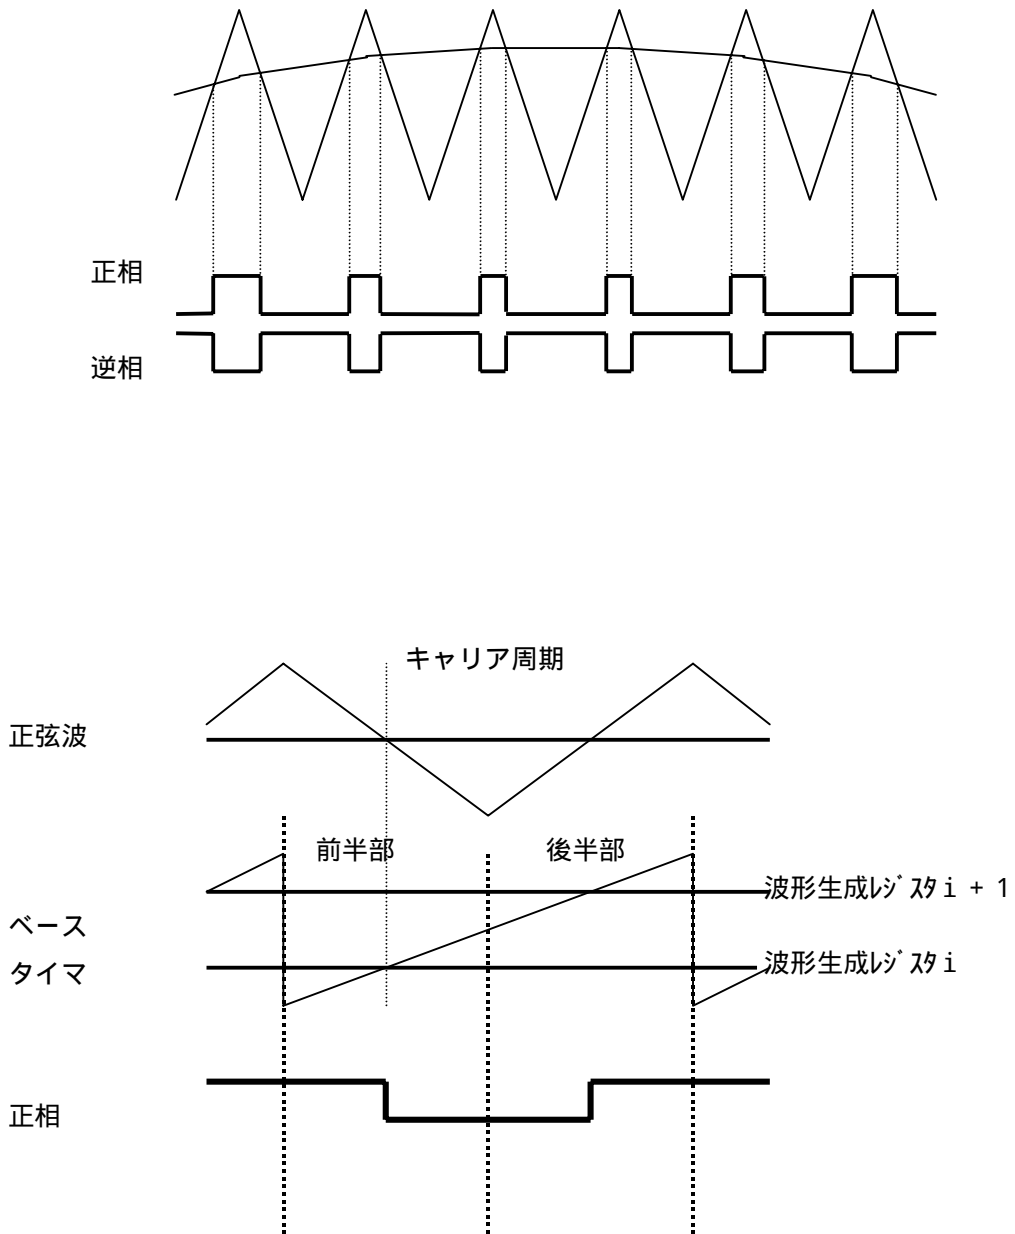 正相
逆相
キャリア周期
正弦波
前半部
後半部
波形生成ﾚｼﾞｽﾀi + 1
ベース
タイマ
波形生成ﾚｼﾞｽﾀi
正相